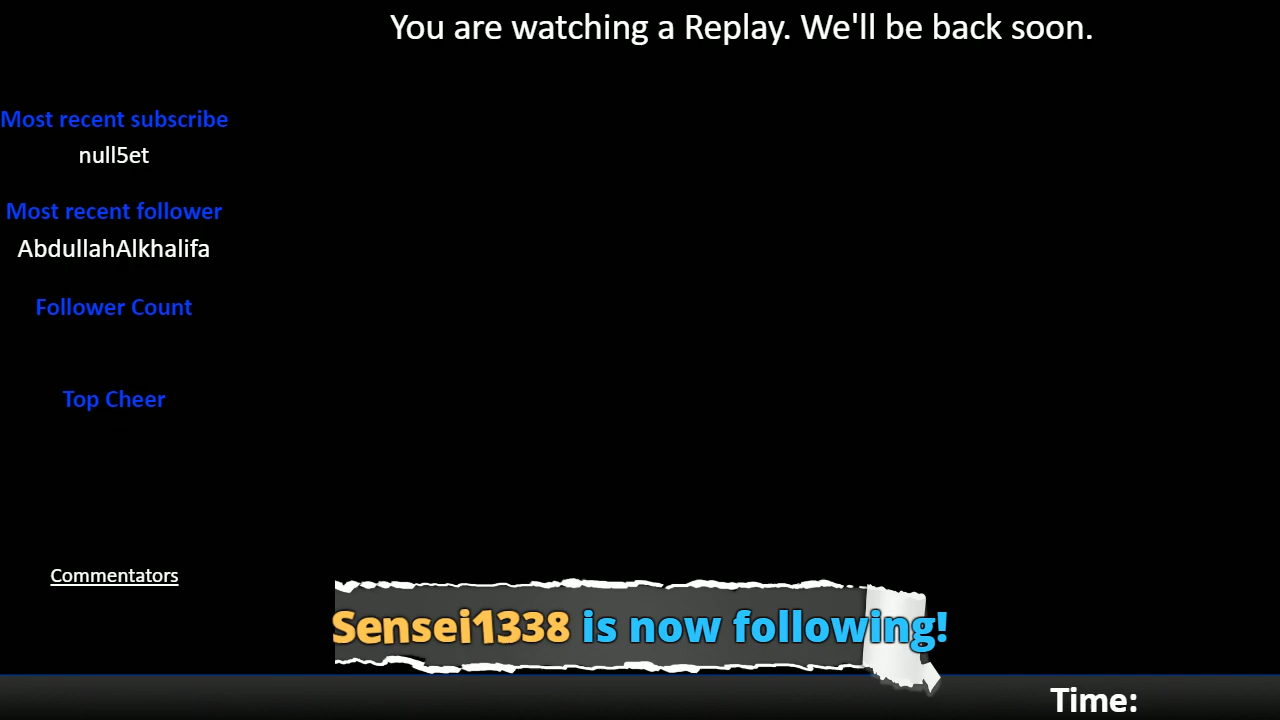 You are watching a Replay. We'll be back soon.
Most recent subscribe
null5et
Most recent follower
AbdullahAlkhalifa
Follower Count
Top Cheer
Commentators
Sensei1338 is now following!
Time: